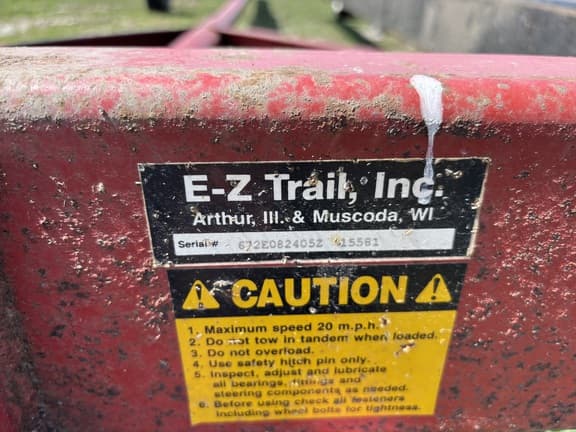 E-Z Trail, Inc.
Arthur, Ill. & Muscoda, WI
Serial# 672E082405Z 15581
CAUTION
1. Maximum speed 20 m.p.h.
2. Do not tow in tandem when loaded.
3. Do not overload.
4. Use safety hitch pin only.
5. Inspect, adjust and lubricate
all bearings, fittings and
steering components as needed.
6. Before using check all fasteners
including wheel bolts for tightness.